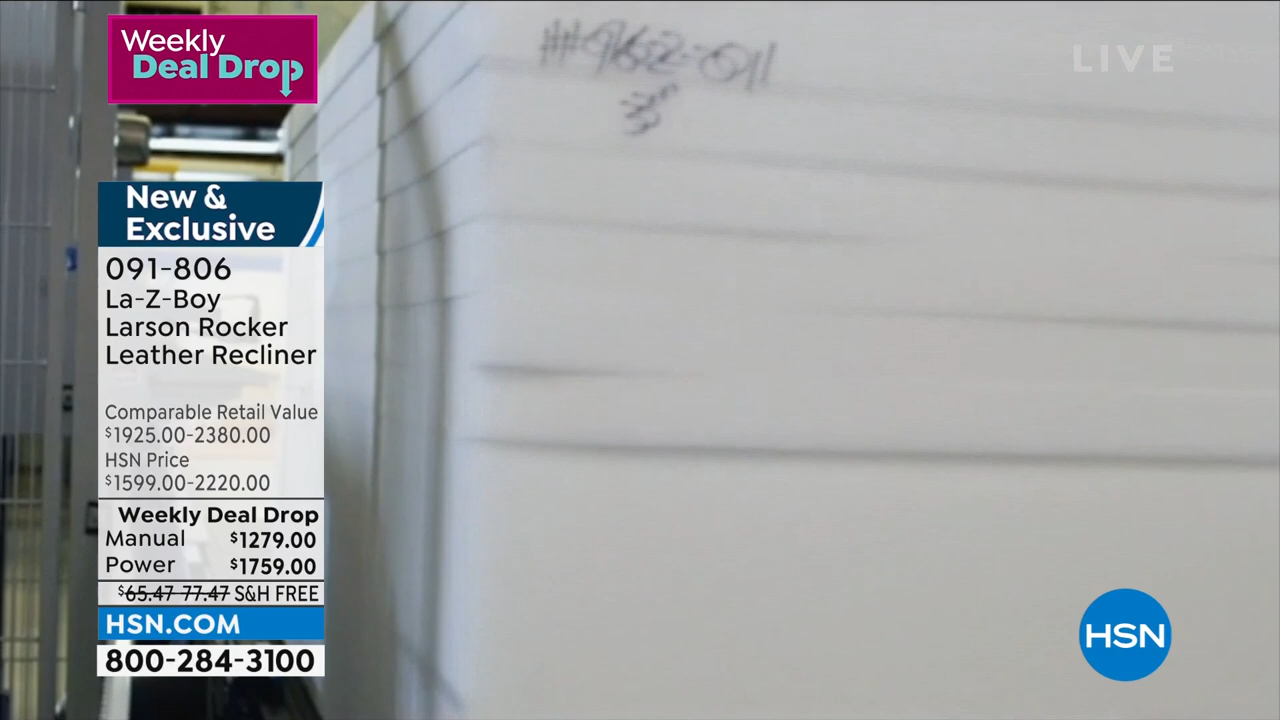 Weekly
Deal Drop
LIVE
New &
Exclusive
091-806
La-Z-Boy
Larson Rocker
Leather Recliner
Comparable Retail Value
$1925.00-2380.00
HSN Price
$1599.00-2220.00
Weekly Deal Drop
Manual $1279.00
Power $1759.00
$65.47-77.47 S&H FREE
HSN.COM
800-284-3100
HSN